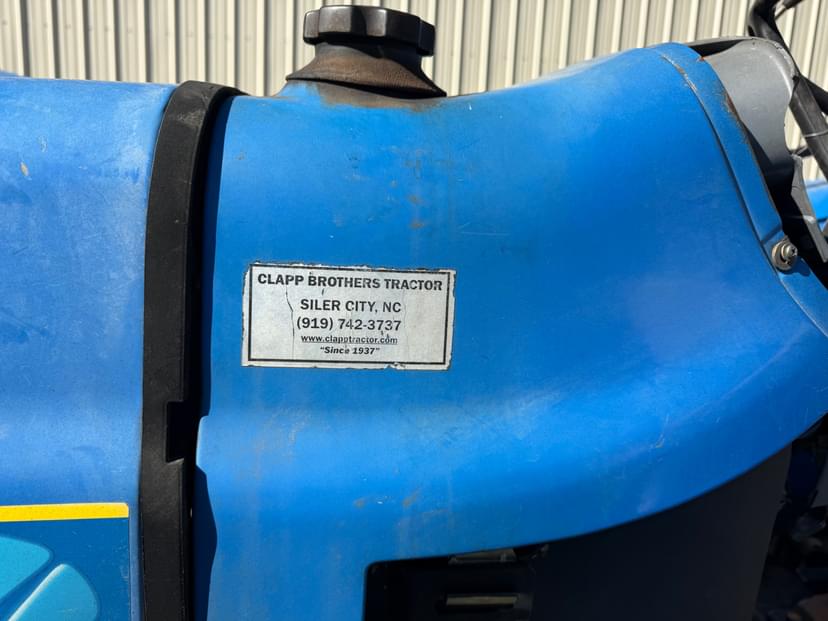 CLAPP BROTHERS TRACTOR
SILER CITY, NC
(919) 742-3737
www.clapptractor.com
"Since 1937"